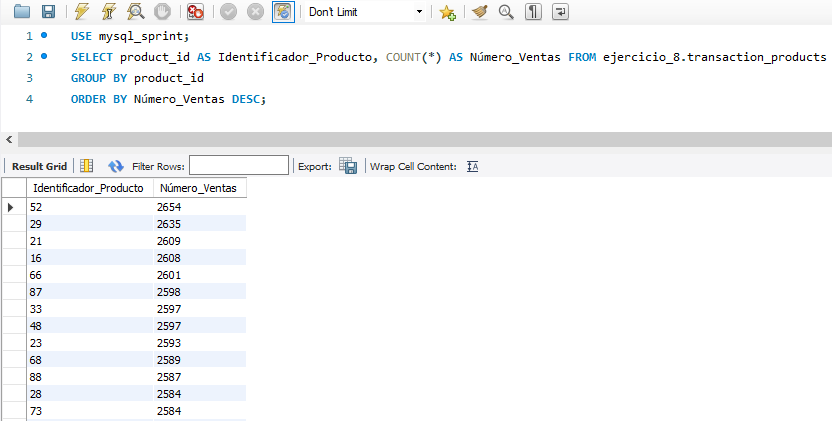 Don't Limit
1 USE mysql_sprint;
2 SELECT product_id AS Identificador_Producto, COUNT(*) AS Número_Ventas FROM ejercicio_8.transaction_products
3 GROUP BY product_id
4 ORDER BY Número_Ventas DESC;
Result Grid Filter Rows: Export: Wrap Cell Content: IA
Identificador_Producto Número_Ventas
52 2654
29 2635
21 2609
16 2608
66 2601
87 2598
33 2597
48 2597
23 2593
68 2589
88 2587
28 2584
73 2584